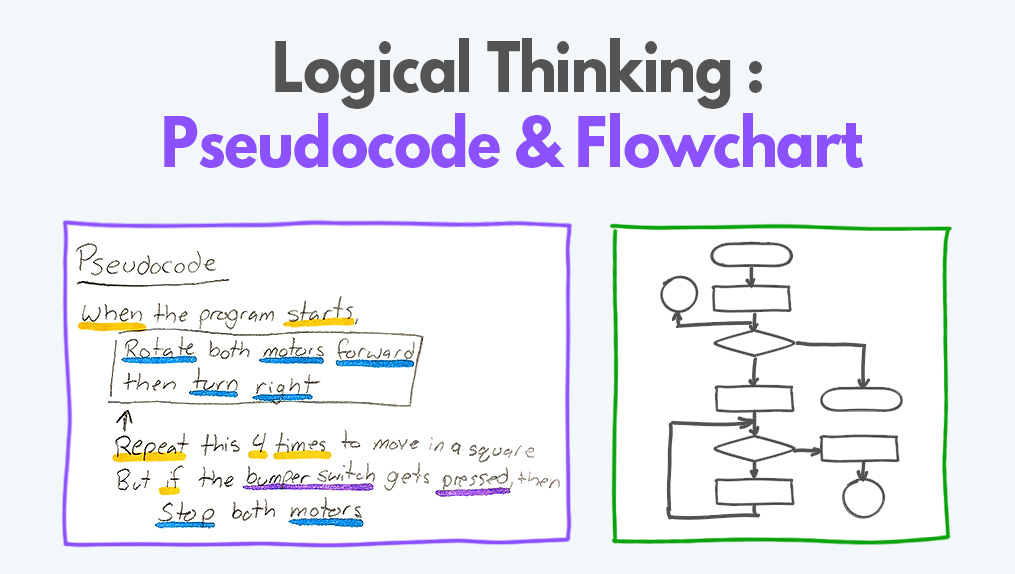 Logical Thinking :
Pseudocode & Flowchart
Pseudocode
When the program starts,
Rotate both motors forward
then turn right
Repeat this 4 times to move in a square
But if the bumper switch gets pressed, then
Stop both motors